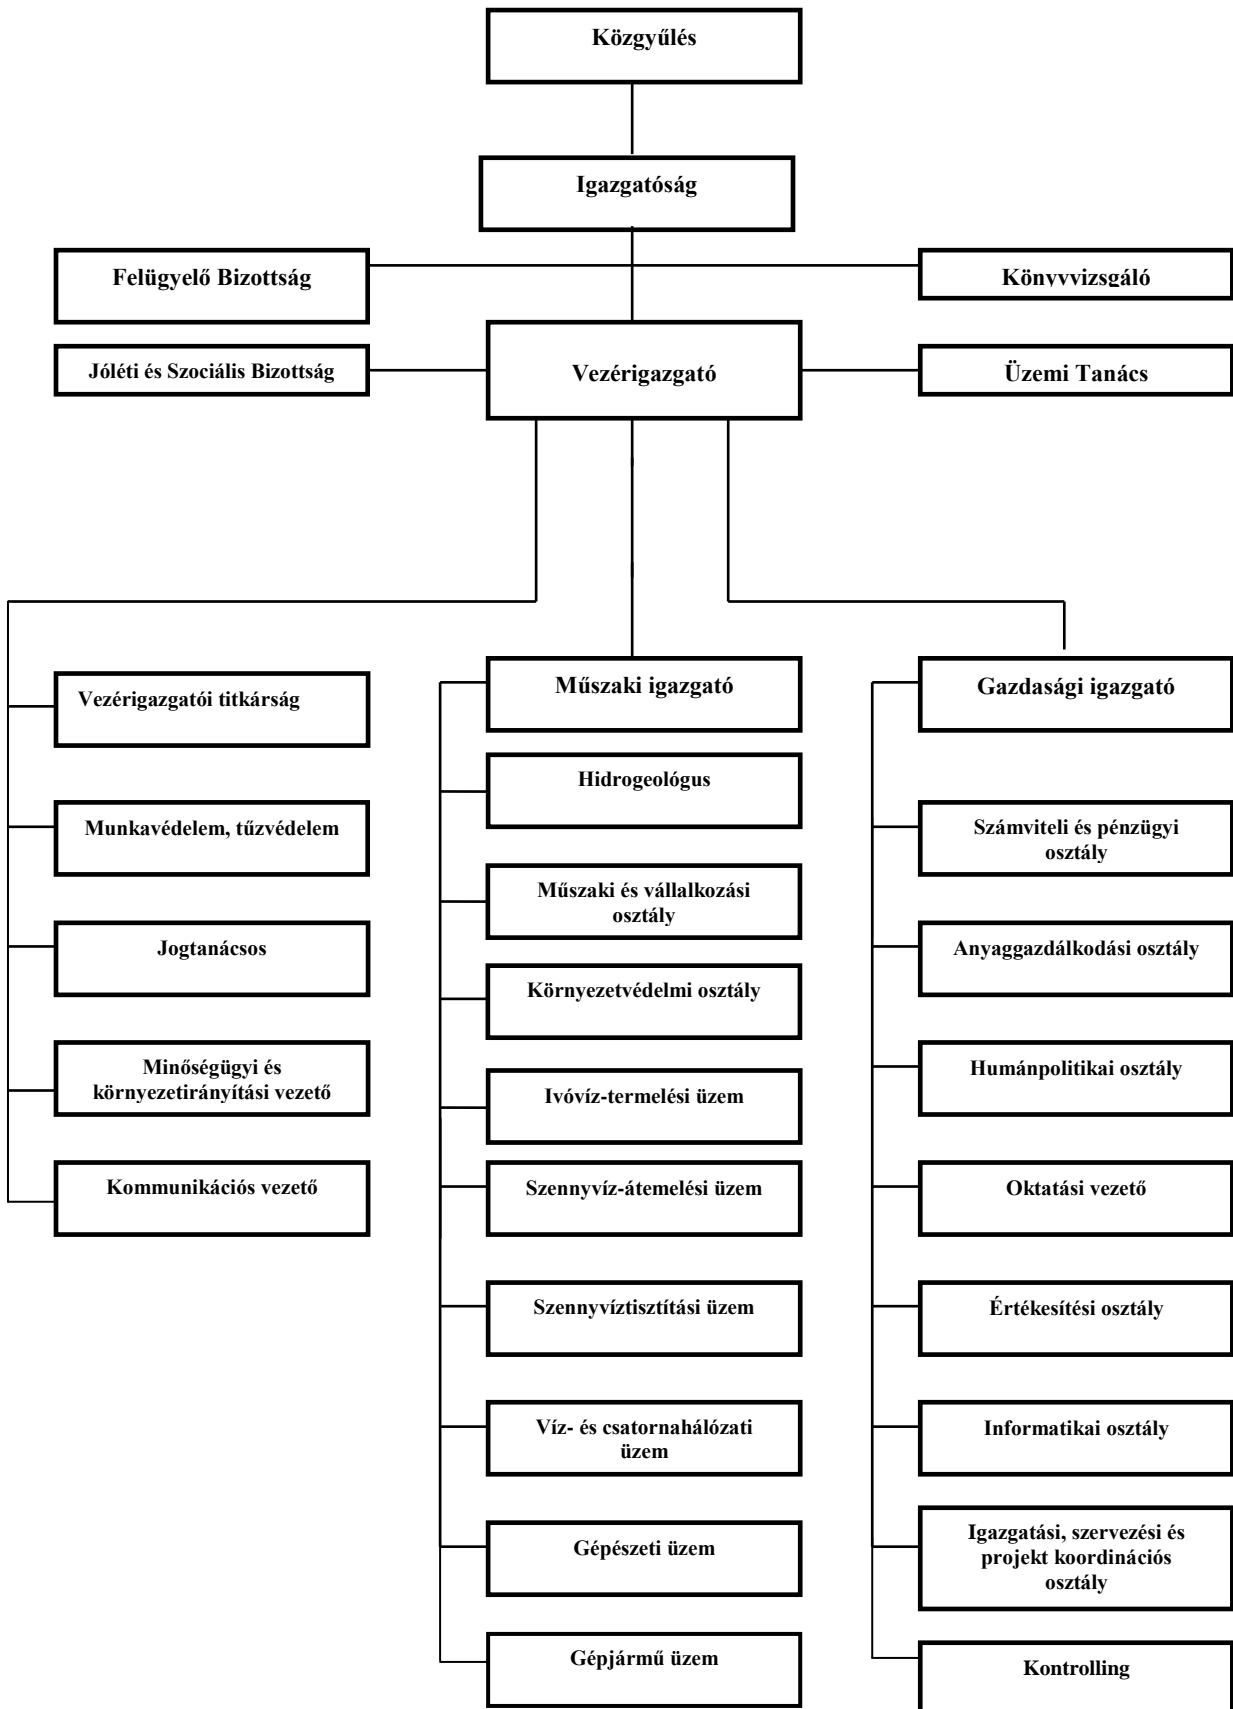 Közgyűlés
Igazgatóság
Felügyelő Bizottság
Könyvvizsgáló
Jóléti és Szociális Bizottság
Vezérigazgató
Üzemi Tanács
Vezérigazgatói titkárság
Munkavédelem, tűzvédelem
Jogtanácsos
Minőségügyi és
környezetirányítási vezető
Kommunikációs vezető
Műszaki igazgató
Hidrogeológus
Műszaki és vállalkozási
osztály
Környezetvédelmi osztály
Ivóvíz-termelési üzem
Szennyvíz-átemelési üzem
Szennyvíztisztítási üzem
Víz- és csatornahálózati
üzem
Gépészeti üzem
Gépjármű üzem
Gazdasági igazgató
Számviteli és pénzügyi
osztály
Anyaggazdálkodási osztály
Humánpolitikai osztály
Oktatási vezető
Értékesítési osztály
Informatikai osztály
Igazgatási, szervezési és
projekt koordinációs
osztály
Kontrolling